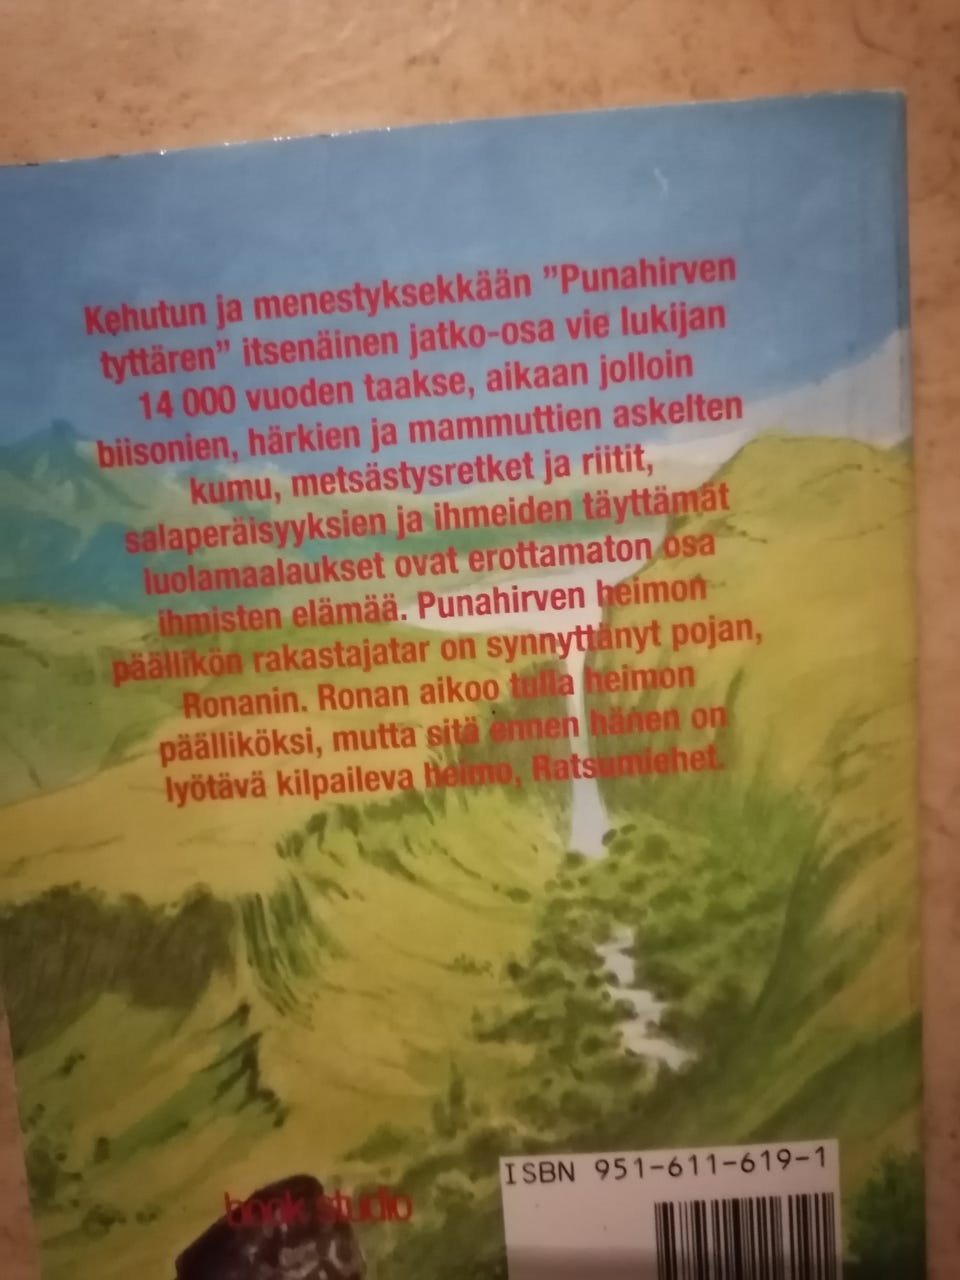 Kehutun ja menestyksekkään ”Punahirven
tyttären” itsenäinen jatko-osa vie lukijan
14 000 vuoden taakse, aikaan jolloin
biisonien, härkien ja mammuttien askelten
kumu, metsästysretket ja riitit,
salaperäisyyksien ja ihmeiden täyttämät
luolamaalaukset ovat erottamaton osa
ihmisten elämää. Punahirven heimon
päällikön rakastajatar on synnyttänyt pojan,
Ronanin. Ronan aikoo tulla heimon
päälliköksi, mutta sitä ennen hänen on
lyötävä kilpaileva heimo, Ratsumiehet.
ISBN 951-611-619-1
book studio